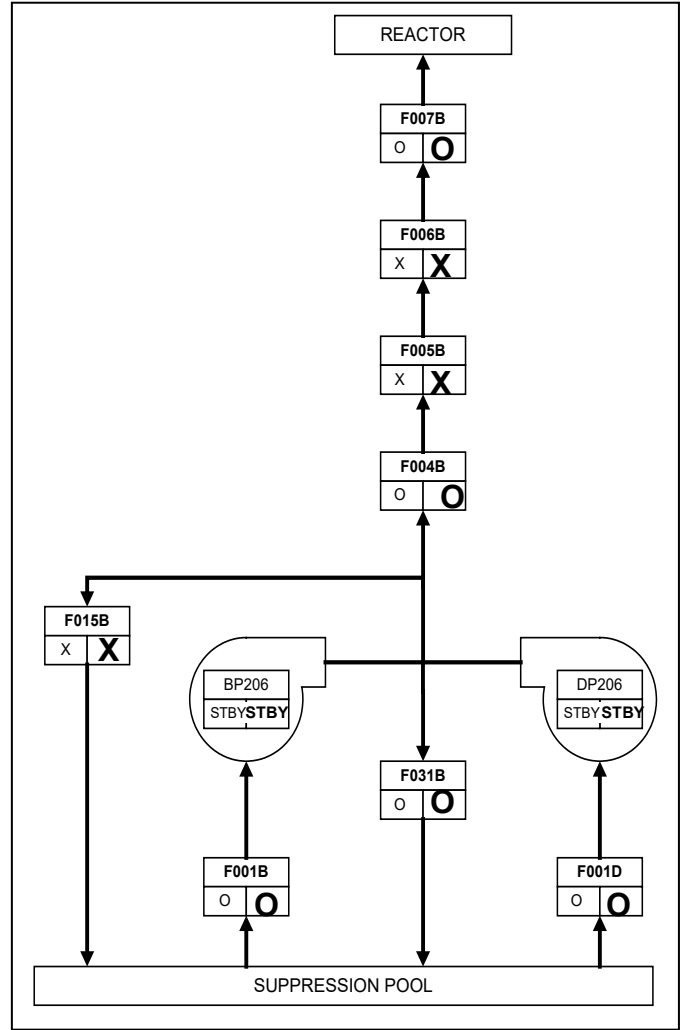 REACTOR
F007B
O O
F006B
X X
F005B
X X
F004B
O O
F015B
X X
BP206
STBY STBY
DP206
STBY STBY
F031B
O O
F001B
O O
F001D
O O
SUPPRESSION POOL